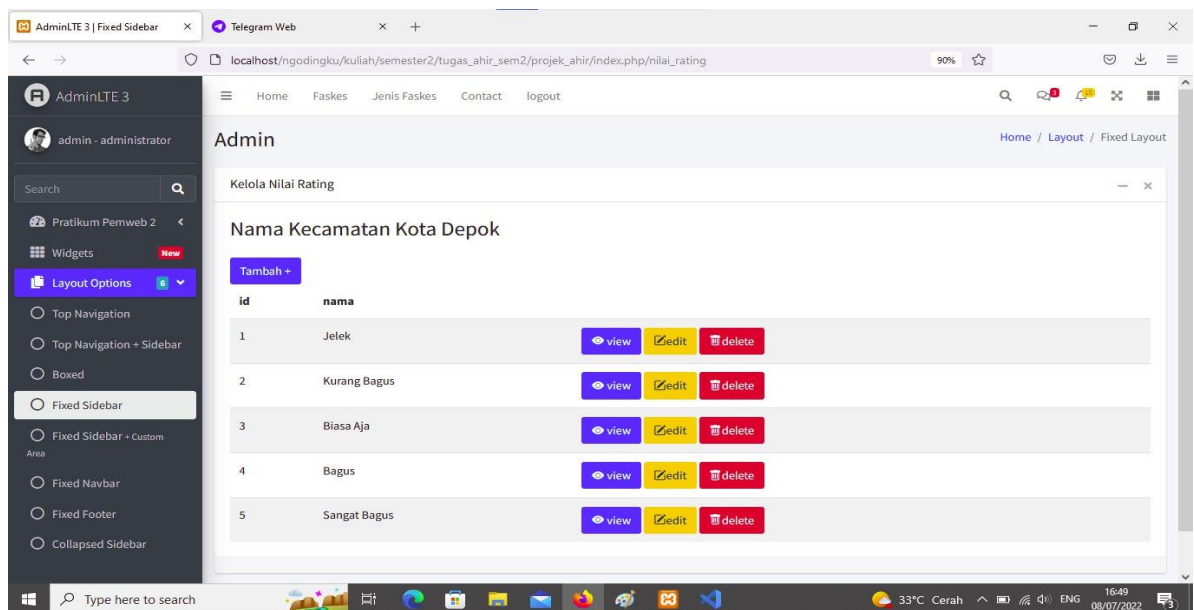 AdminLTE 3 | Fixed Sidebar
Telegram Web
localhost/ngodingku/kuliah/semester2/tugas_ahir_sem2/projek_ahir/index.php/nilai_rating
90%
AdminLTE 3
Home Faskes Jenis Faskes Contact logout
3 15
admin - administrator
Admin
Home / Layout / Fixed Layout
Search
Kelola Nilai Rating
Pratikum Pemweb 2
Widgets New
Layout Options 6
Top Navigation
Top Navigation + Sidebar
Boxed
Fixed Sidebar
Fixed Sidebar + Custom
Area
Fixed Navbar
Fixed Footer
Collapsed Sidebar
Nama Kecamatan Kota Depok
Tambah +
id nama
1 Jelek view edit delete
2 Kurang Bagus view edit delete
3 Biasa Aja view edit delete
4 Bagus view edit delete
5 Sangat Bagus view edit delete
Type here to search
33°C Cerah ENG
16:49
08/07/2022
3